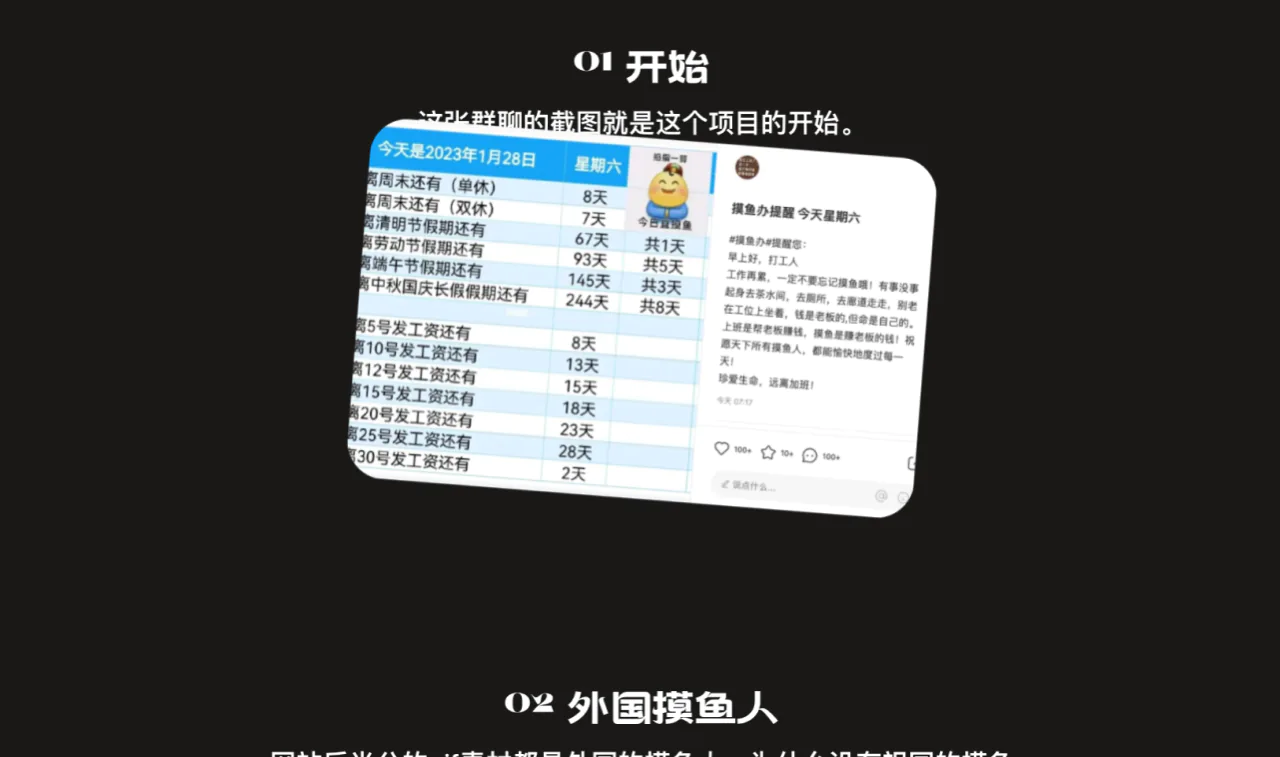 01 开始
这张群聊的截图就是这个项目的开始。
今天是2023年1月28日 星期六
离周末还有（单休） 8天
离周末还有（双休） 7天
离清明节假期还有 67天 共1天
离劳动节假期还有 93天 共5天
离端午节假期还有 145天 共3天
离中秋国庆长假假期还有 244天 共8天
离5号发工资还有 8天
离10号发工资还有 13天
离12号发工资还有 15天
离15号发工资还有 18天
离20号发工资还有 23天
离25号发工资还有 28天
离30号发工资还有 2天
今日宜摸鱼
摸鱼办提醒 今天星期六
#摸鱼办#提醒您：
早上好，打工人
工作再累，一定不要忘记摸鱼哦！有事没事
起身去茶水间，去厕所，去廊道走走，别老
在工位上坐着，钱是老板的,但命是自己的。
上班是帮老板赚钱，摸鱼是赚老板的钱！祝
愿天下所有摸鱼人，都能愉快地度过每一
天！
珍爱生命，远离加班！
今天 07:17
100+ 10+ 100+
说点什么...
02 外国摸鱼人